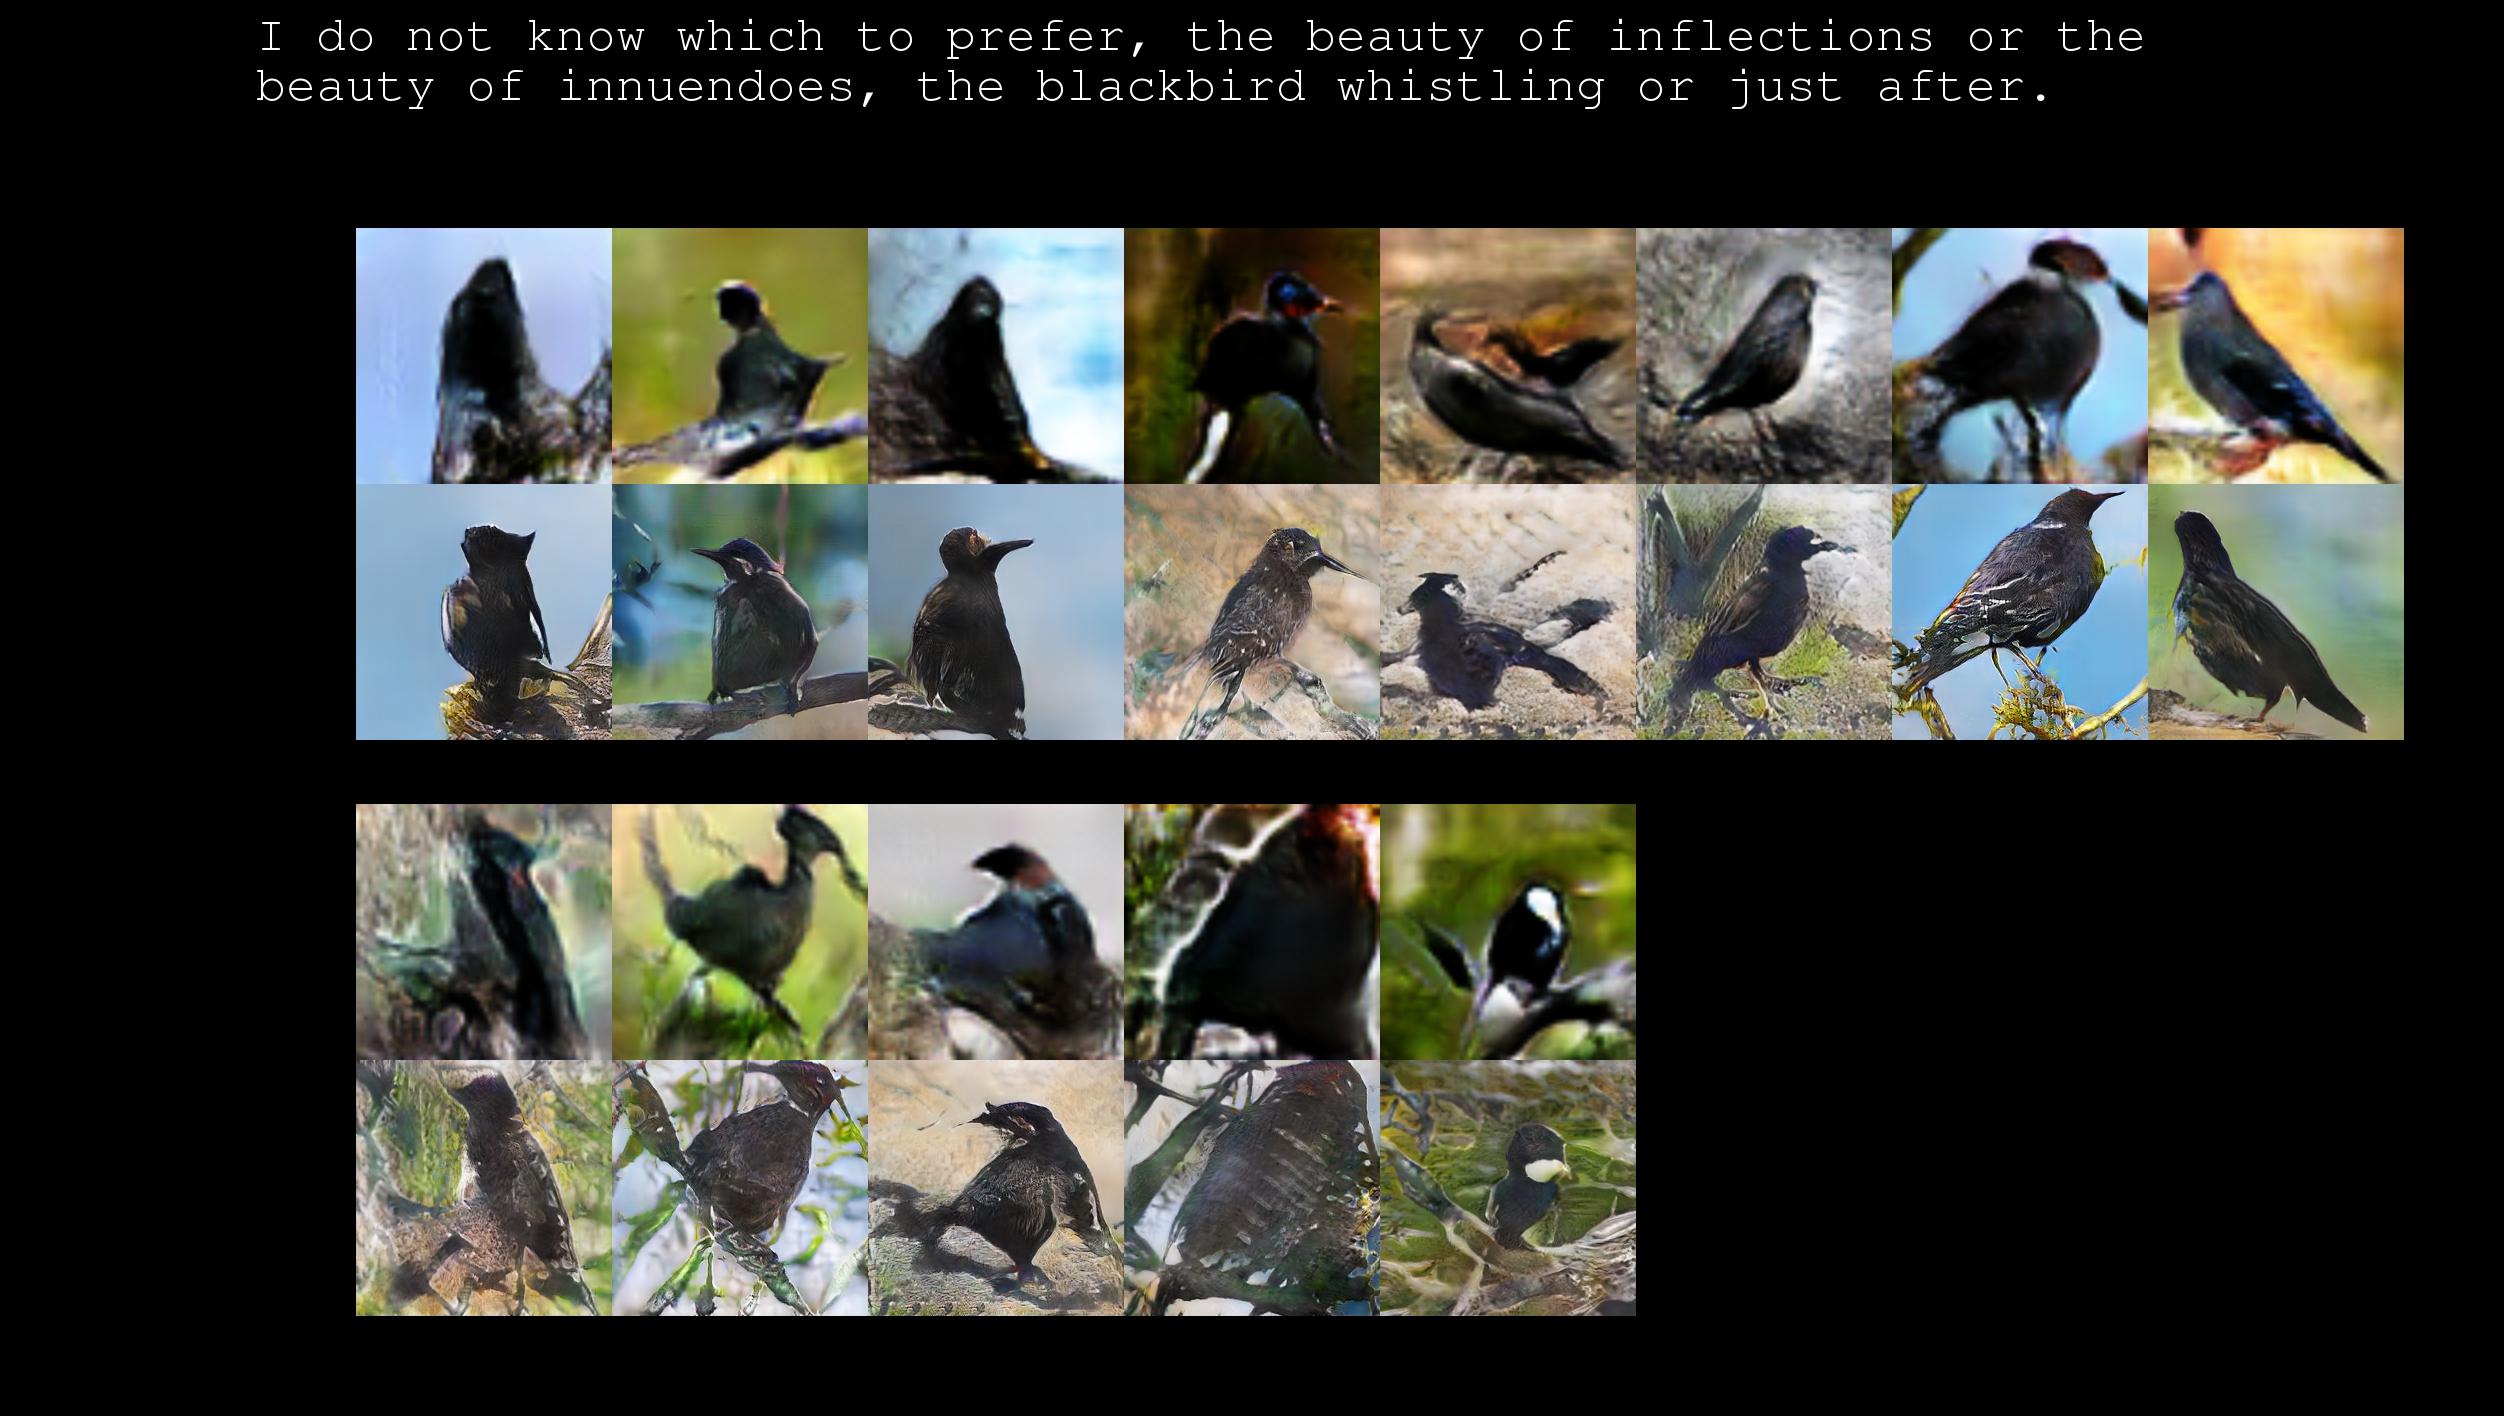 I do not know which to prefer, the beauty of inflections or the
beauty of innuendoes, the blackbird whistling or just after.